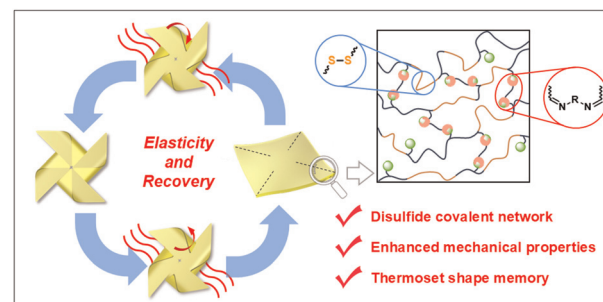 Elasticity
and
Recovery
S–S
N–R–N
Disulfide covalent network
Enhanced mechanical properties
Thermoset shape memory